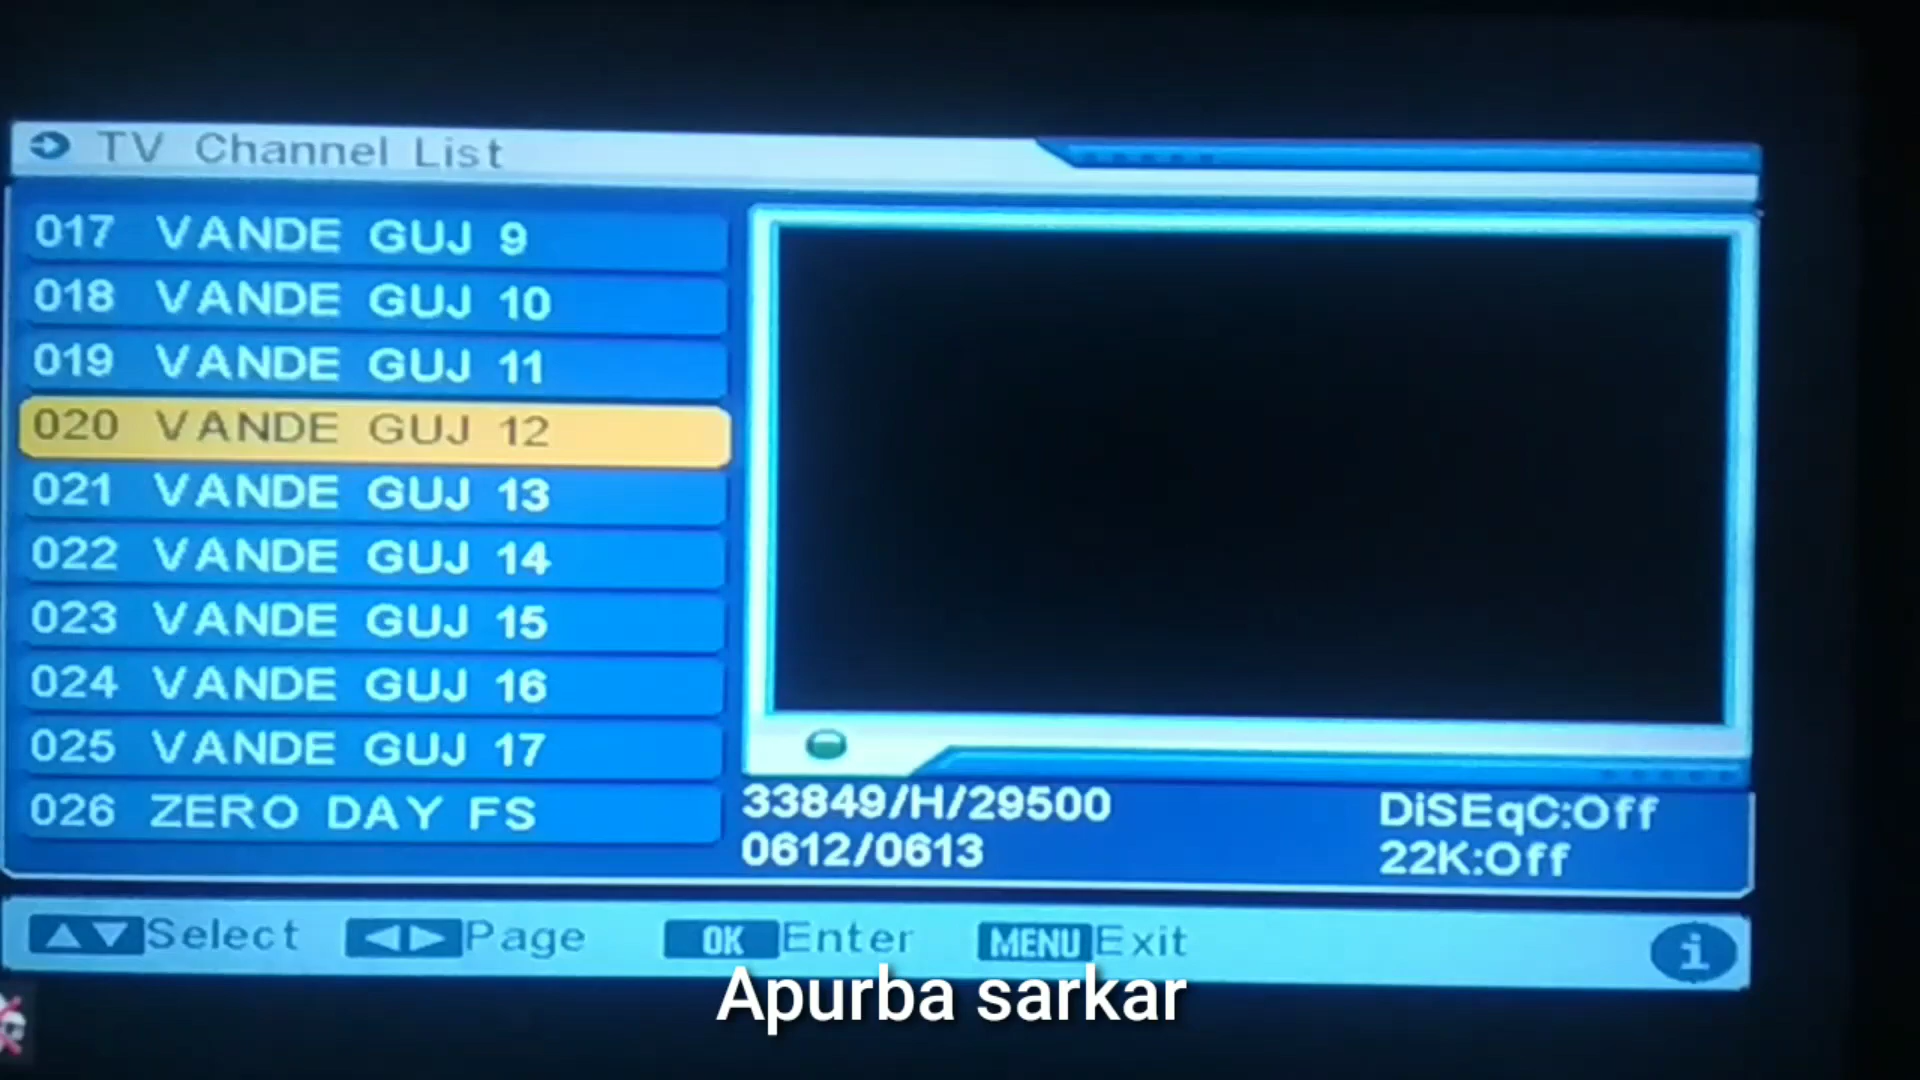 TV Channel List
017 VANDE GUJ 9
018 VANDE GUJ 10
019 VANDE GUJ 11
020 VANDE GUJ 12
021 VANDE GUJ 13
022 VANDE GUJ 14
023 VANDE GUJ 15
024 VANDE GUJ 16
025 VANDE GUJ 17
026 ZERO DAY FS
33849/H/29500
0612/0613
DiSEqC:Off
22K:Off
Select Page OK Enter MENU Exit i
Apurba sarkar